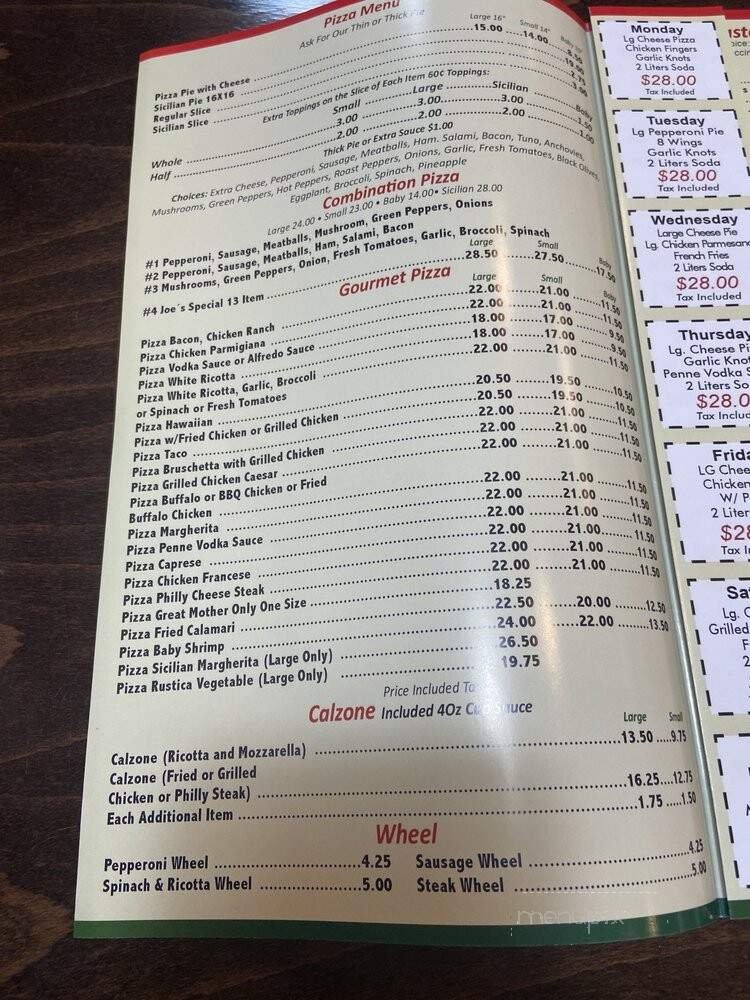 Pizza Menu
Ask For Our Thin or Thick Pie
Large 16" Small 14" Baby 10"
Pizza Pie with Cheese 15.00 14.00 8.50
Sicilian Pie 16X16 19.00
Regular Slice 2.75
Sicilian Slice 3.00
Extra Toppings on the Slice of Each Item 60¢ Toppings:
Small Large Sicilian Baby
Whole 3.00 3.00 3.00 1.50
Half 2.00 2.00 2.00 1.00
Thick Pie or Extra Sauce $1.00
Choices: Extra Cheese, Pepperoni, Sausage, Meatballs, Ham, Salami, Bacon, Tuna, Anchovies,
Mushrooms, Green Peppers, Hot Peppers, Roast Peppers, Onions, Garlic, Fresh Tomatoes, Black Olives,
Eggplant, Broccoli, Spinach, Pineapple
Combination Pizza
Large 24.00 • Small 23.00 • Baby 14.00 • Sicilian 28.00
#1 Pepperoni, Sausage, Meatballs, Mushroom, Green Peppers, Onions
#2 Pepperoni, Sausage, Meatballs, Ham, Salami, Bacon
#3 Mushrooms, Green Peppers, Onion, Fresh Tomatoes, Garlic, Broccoli, Spinach
Large Small Baby
#4 Joe's Special 13 Item 28.50 27.50 17.50
Gourmet Pizza
Large Small Baby
Pizza Bacon, Chicken Ranch 22.00 21.00 11.50
Pizza Chicken Parmigiana 22.00 21.00 11.50
Pizza Vodka Sauce or Alfredo Sauce 18.00 17.00 9.50
Pizza White Ricotta 18.00 17.00 9.50
Pizza White Ricotta, Garlic, Broccoli 22.00 21.00 11.50
or Spinach or Fresh Tomatoes
Pizza Hawaiian 20.50 19.50 10.50
Pizza w/Fried Chicken or Grilled Chicken 20.50 19.50 10.50
Pizza Taco 22.00 21.00 11.50
Pizza Bruschetta with Grilled Chicken 22.00 21.00 11.50
Pizza Grilled Chicken Caesar 22.00 21.00 11.50
Pizza Buffalo or BBQ Chicken or Fried
Buffalo Chicken 22.00 21.00 11.50
Pizza Margherita 22.00 21.00 11.50
Pizza Penne Vodka Sauce 22.00 21.00 11.50
Pizza Caprese 22.00 21.00 11.50
Pizza Chicken Francese 22.00 21.00 11.50
Pizza Philly Cheese Steak 22.00 21.00 11.50
Pizza Great Mother Only One Size 18.25
Pizza Fried Calamari 22.50 20.00 12.50
Pizza Baby Shrimp 24.00 22.00 13.50
Pizza Sicilian Margherita (Large Only) 26.50
Pizza Rustica Vegetable (Large Only) 19.75
Price Included
Calzone Included 4Oz Cup Sauce
Large Small
Calzone (Ricotta and Mozzarella) 13.50 9.75
Calzone (Fried or Grilled
Chicken or Philly Steak) 16.25 12.75
Each Additional Item 1.75 1.50
Wheel
Pepperoni Wheel 4.25 Sausage Wheel 4.25
Spinach & Ricotta Wheel 5.00 Steak Wheel 5.00
menupix
Monday
Lg Cheese Pizza
Chicken Fingers
Garlic Knots
2 Liters Soda
$28.00
Tax Included
Tuesday
Lg Pepperoni Pie
8 Wings
Garlic Knots
2 Liters Soda
$28.00
Tax Included
Wednesday
Large Cheese Pie
Lg. Chicken Parmesano
French Fries
2 Liters Soda
$28.00
Tax Included
Thursday
Lg. Cheese
Garlic
Penne Vodka
2 Liters
Lg.
Grilled